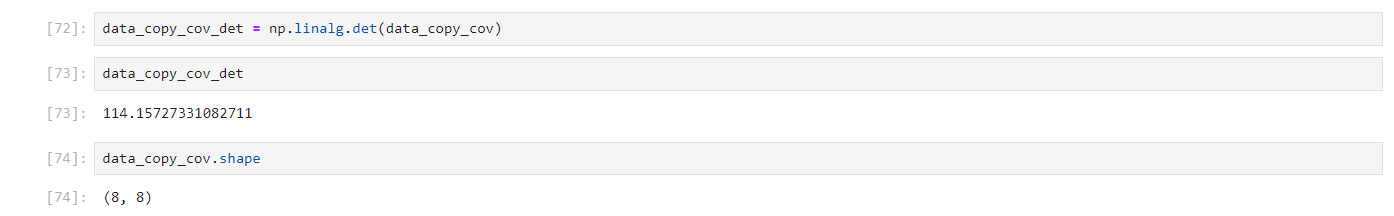 [72]: data_copy_cov_det = np.linalg.det(data_copy_cov)
[73]: data_copy_cov_det
[73]: 114.15727331082711
[74]: data_copy_cov.shape
[74]: (8, 8)